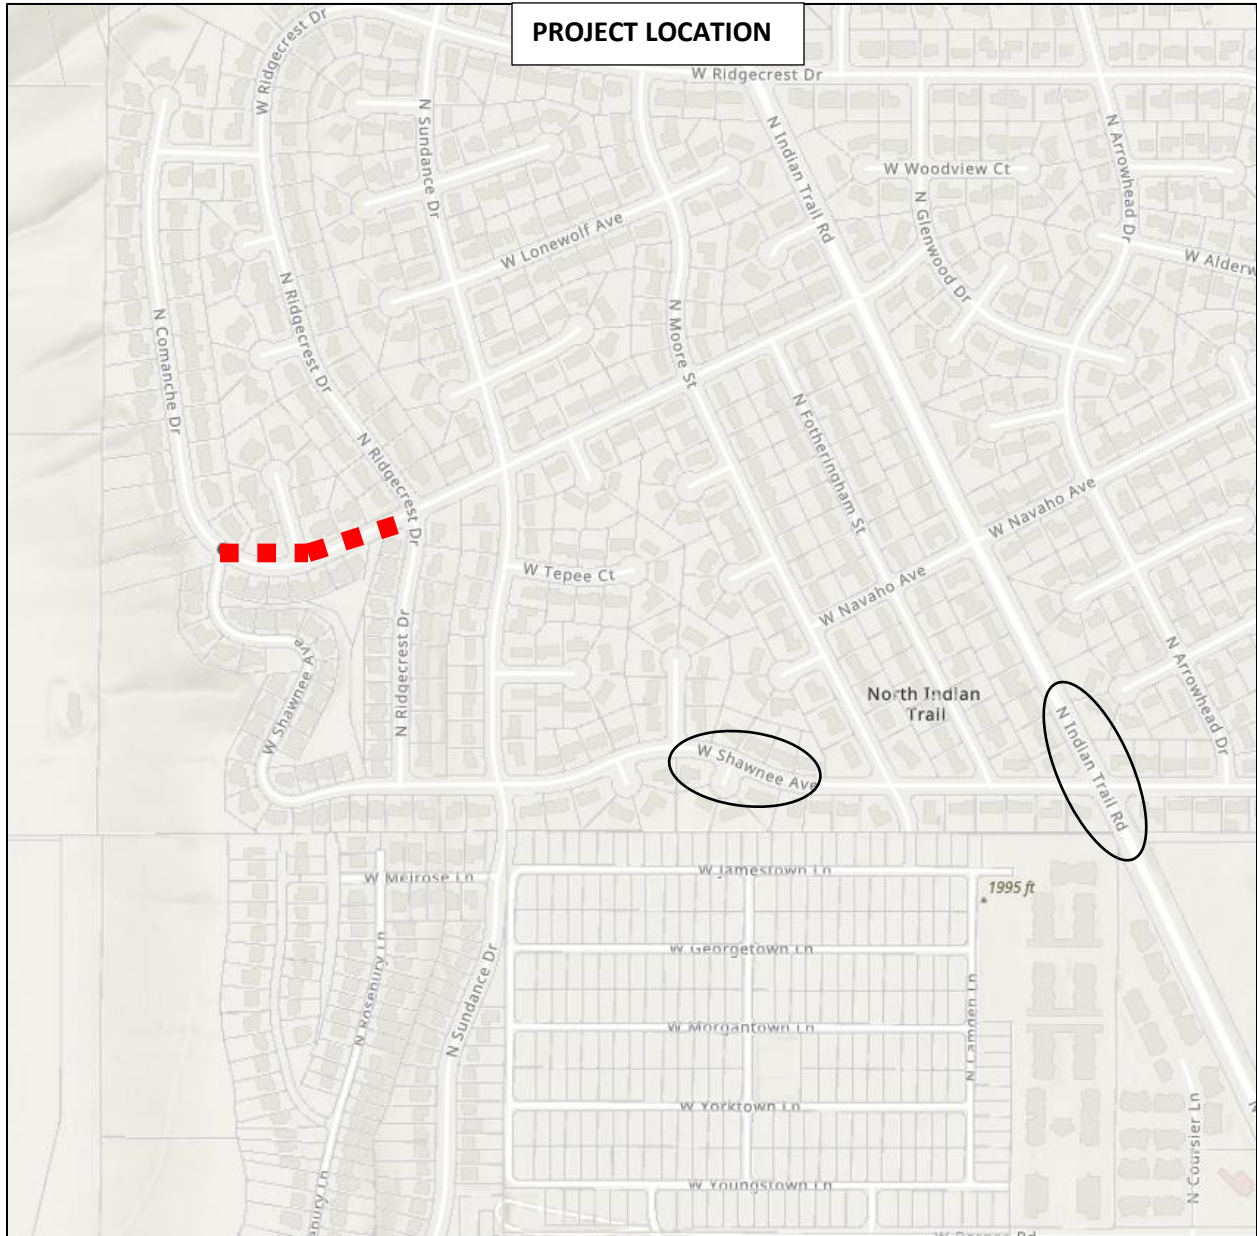 PROJECT LOCATION
W Ridgecrest Dr
W Ridgecrest Dr
N Sundance Dr
N Indian Trail Rd
N Arrowhead Dr
W Woodview Ct
N Glenwood Dr
W Lonewolf Ave
W Alderw
N Ridgecrest Dr
N Comanche Dr
N Moore St
N Fotheringham St
N Ridgecrest Dr
W Navaho Ave
W Tepee Ct
W Navaho Ave
N Ridgecrest Dr
W Shawnee Ave
North Indian
Trail
N Arrowhead Dr
N Indian Trail Rd
W Shawnee Ave
W Melrose Ln
W Jamestown Ln
1995 ft
N Rosebury Ln
N Sundance Dr
W Georgetown Ln
W Morgantown Ln
N Camden Ln
W Yorktown Ln
N Coursier Ln
W Youngstown Ln
ebury Ln